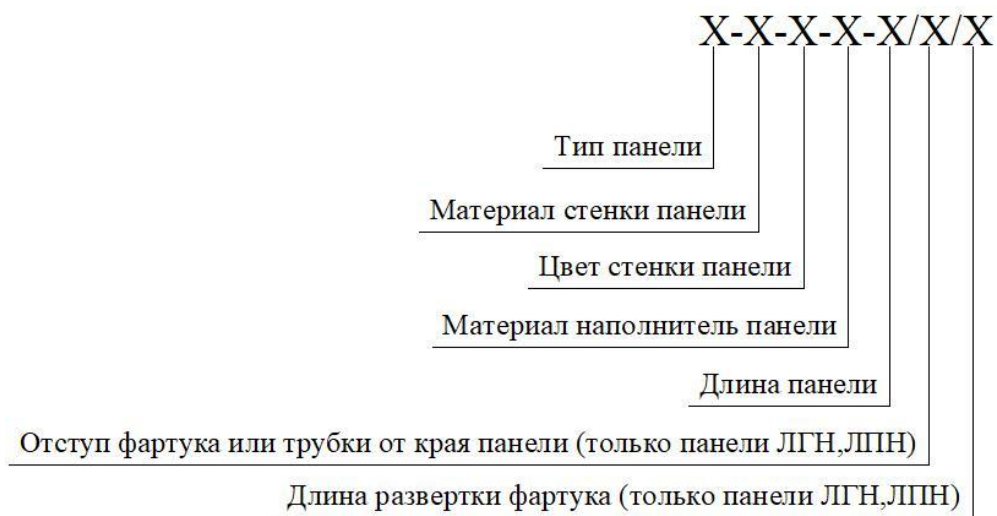 X-X-X-X-X/X/X
Тип панели
Материал стенки панели
Цвет стенки панели
Материал наполнитель панели
Длина панели
Отступ фартука или трубки от края панели (только панели ЛГН,ЛПН)
Длина развертки фартука (только панели ЛГН,ЛПН)